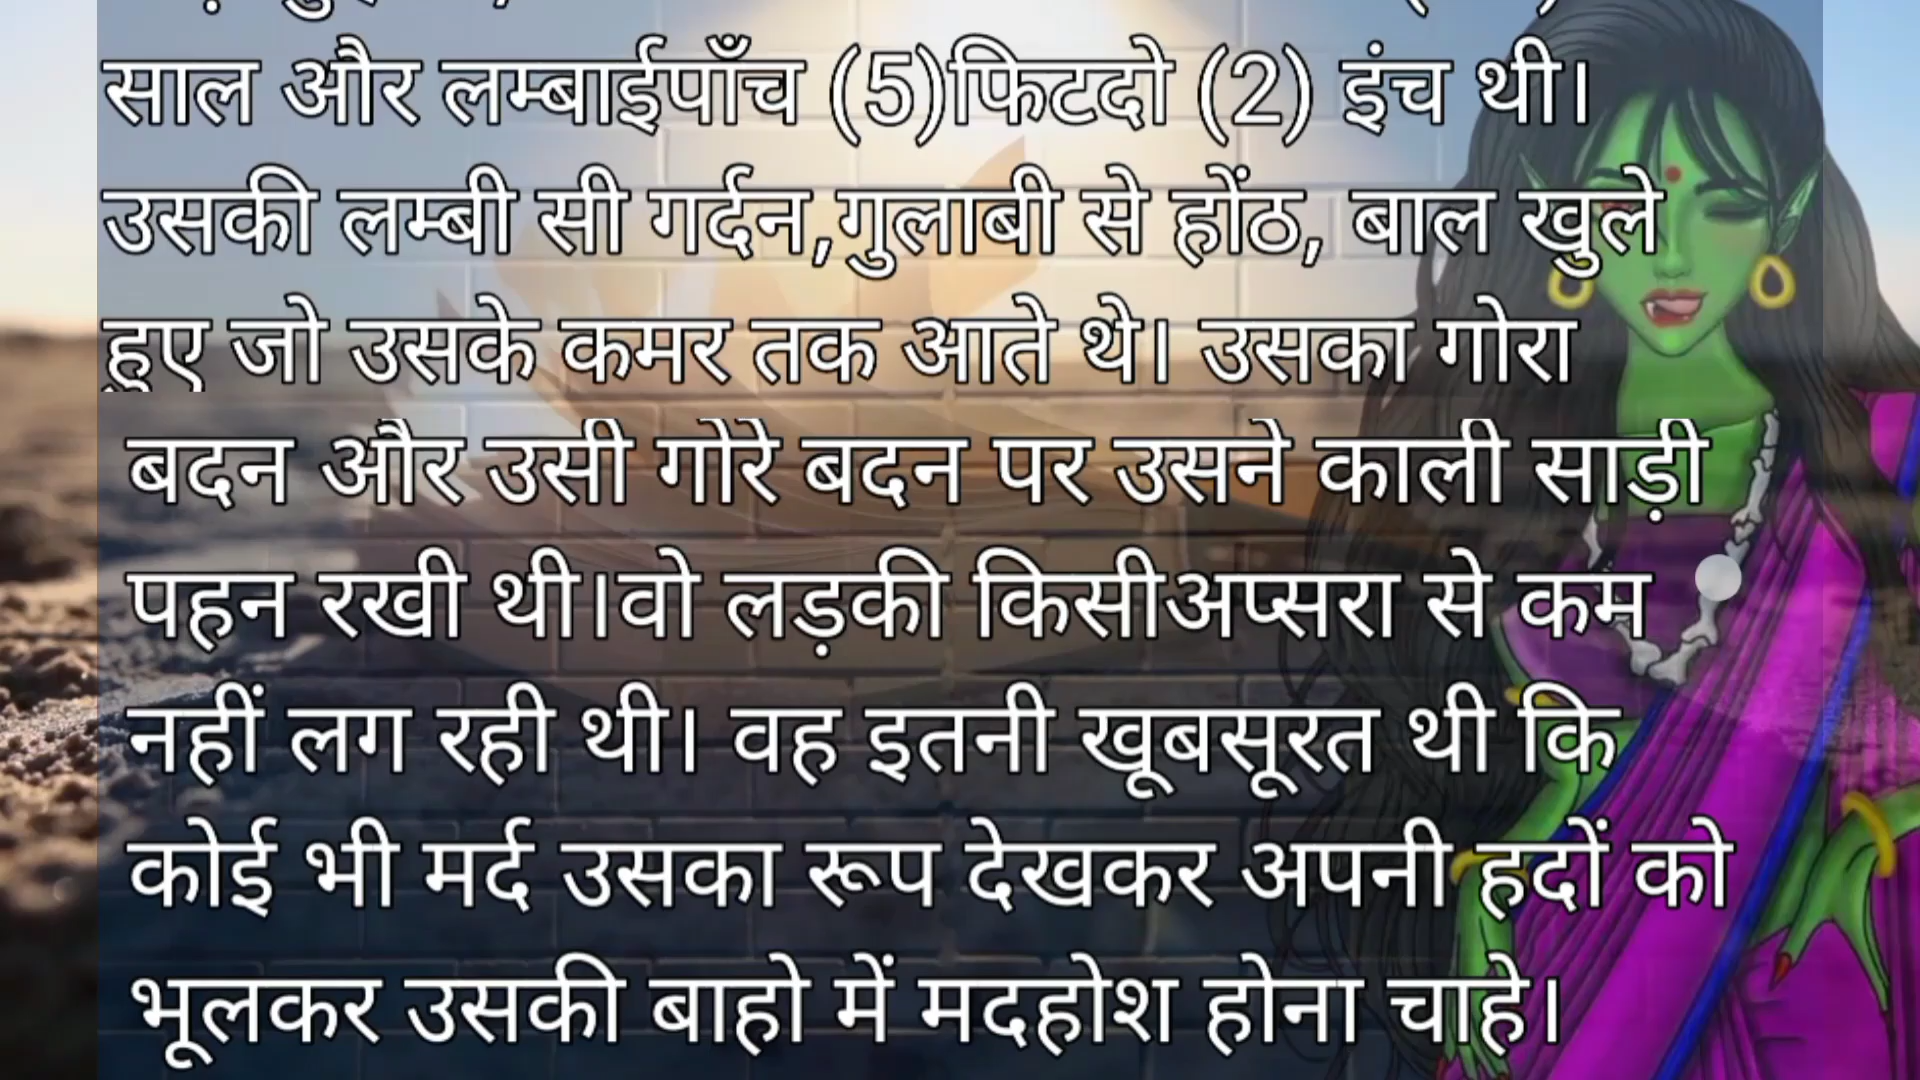 साल और लम्बाईपाँच (5)फिटदो (2) इंच थी।
उसकी लम्बी सी गर्दन,गुलाबी से होंठ, बाल खुले
हुए जो उसके कमर तक आते थे। उसका गोरा
बदन और उसी गोरे बदन पर उसने काली साड़ी
पहन रखी थी।वो लड़की किसीअप्सरा से कम
नहीं लग रही थी। वह इतनी खूबसूरत थी कि
कोई भी मर्द उसका रूप देखकर अपनी हदों को
भूलकर उसकी बाहो में मदहोश होना चाहे।